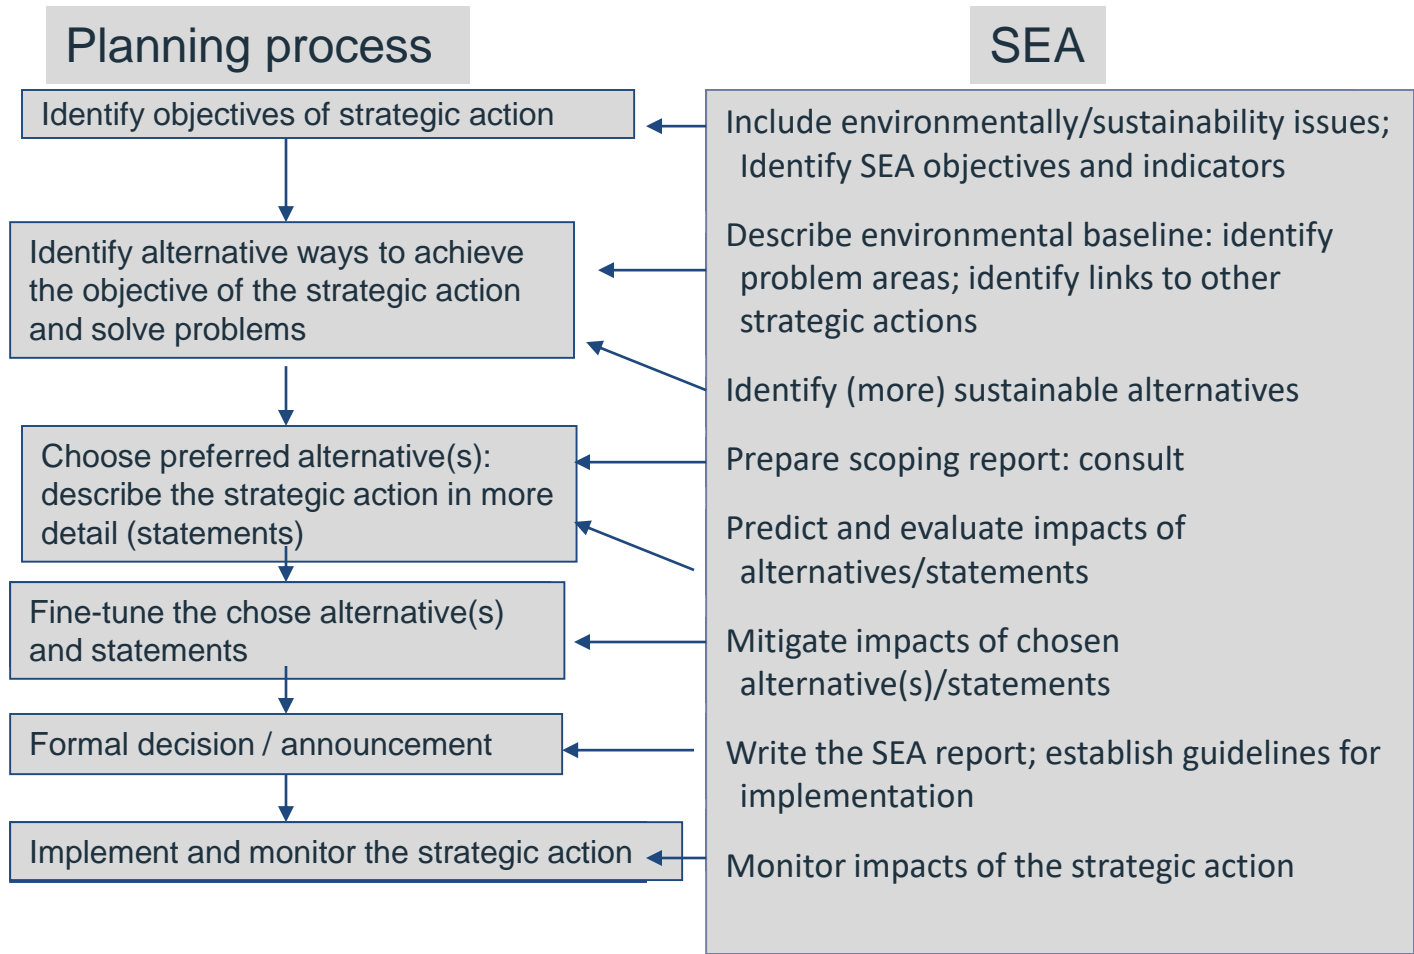 Planning process
SEA
Identify objectives of strategic action
Identify alternative ways to achieve
the objective of the strategic action
and solve problems
Choose preferred alternative(s):
describe the strategic action in more
detail (statements)
Fine-tune the chose alternative(s)
and statements
Formal decision / announcement
Implement and monitor the strategic action
Include environmentally/sustainability issues;
Identify SEA objectives and indicators
Describe environmental baseline: identify
problem areas; identify links to other
strategic actions
Identify (more) sustainable alternatives
Prepare scoping report: consult
Predict and evaluate impacts of
alternatives/statements
Mitigate impacts of chosen
alternative(s)/statements
Write the SEA report; establish guidelines for
implementation
Monitor impacts of the strategic action